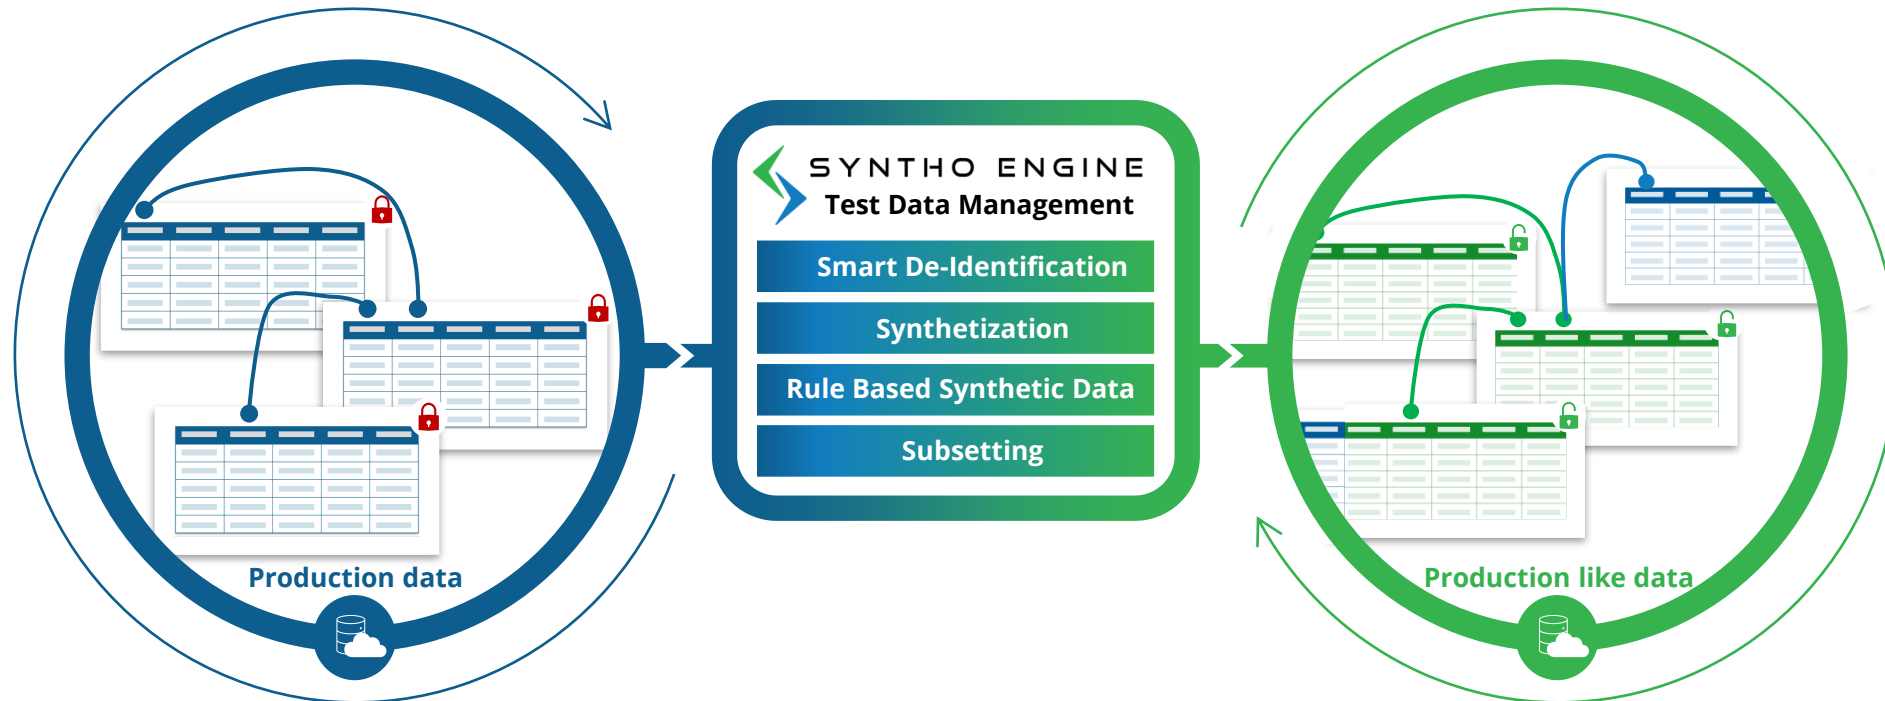 SYNTHO ENGINE
Test Data Management
Smart De-Identification
Synthetization
Rule Based Synthetic Data
Subsetting
Production data
Production like data